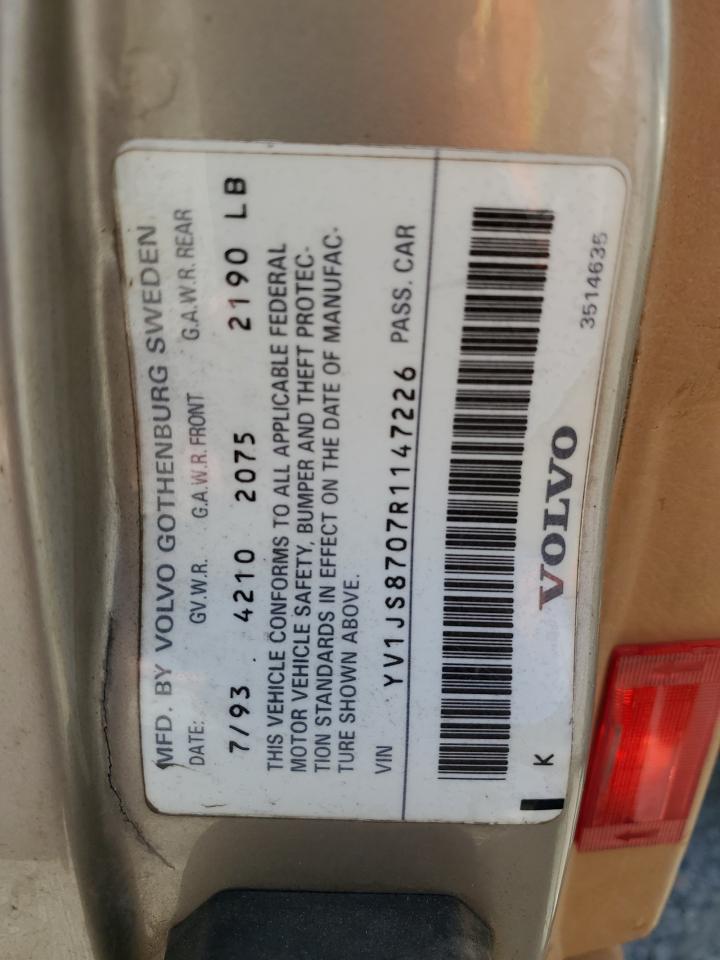 MFD. BY VOLVO GOTHENBURG SWEDEN
DATE: GV.W.R. G.A.W.R. FRONT G.A.W.R. REAR
7/93. 4210 2075 2190 LB
THIS VEHICLE CONFORMS TO ALL APPLICABLE FEDERAL
MOTOR VEHICLE SAFETY, BUMPER AND THEFT PROTEC-
TION STANDARDS IN EFFECT ON THE DATE OF MANUFAC-
TURE SHOWN ABOVE.
VIN YV1JS8707R1147226 PASS. CAR
K VOLVO 3514635